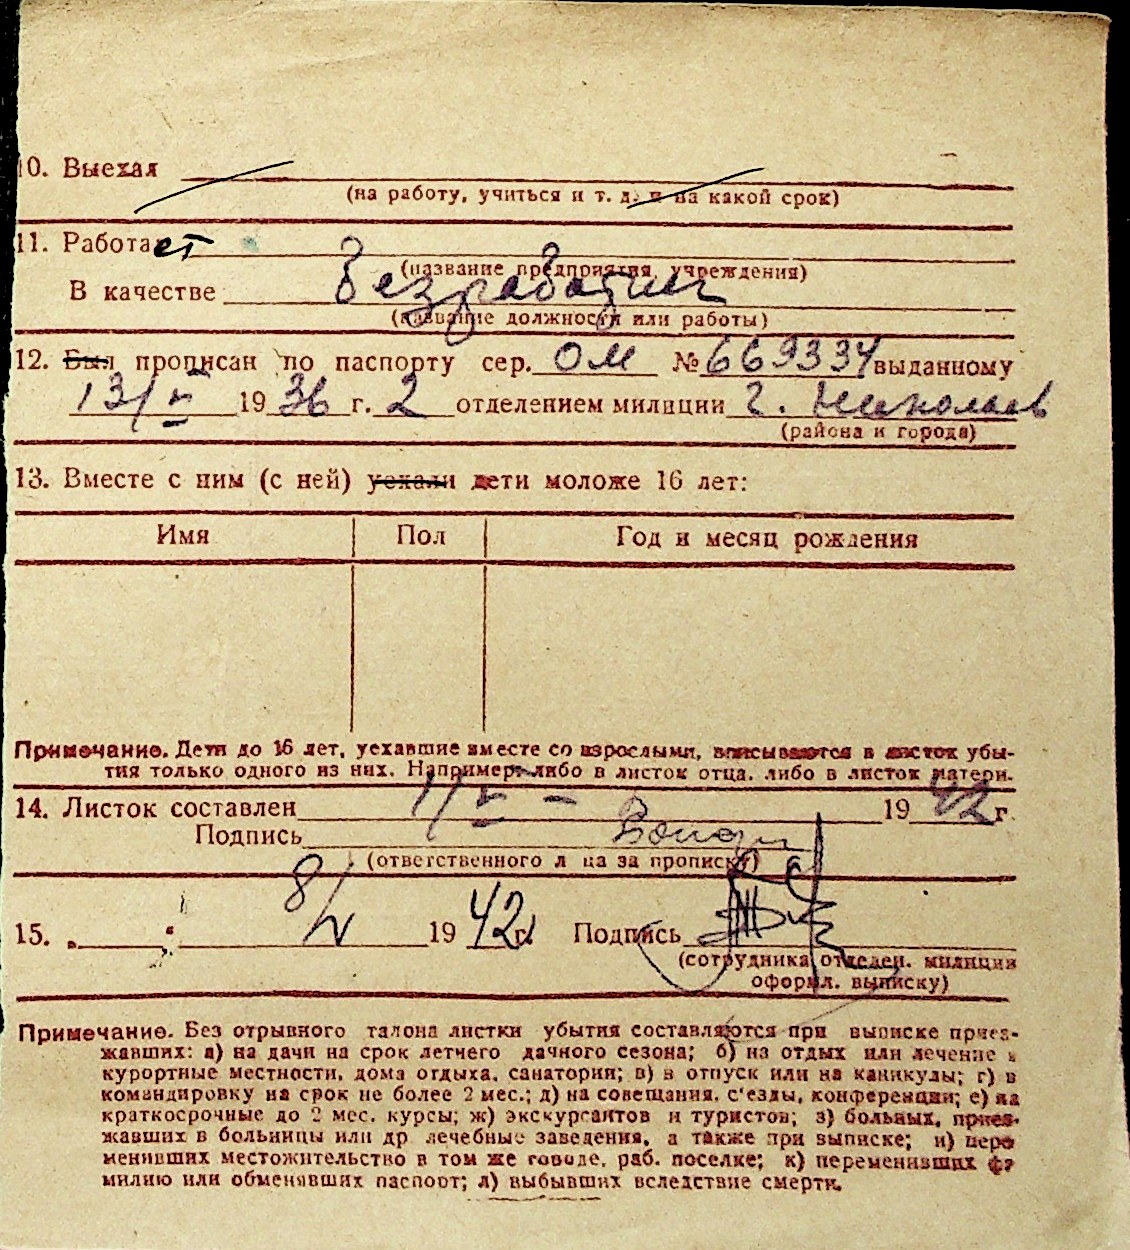 10. Выехал
(на работу, учиться и т. д. и на какой срок)
11. Работает
(название предприятия, учреждения)
В качестве Безработный
(название должности или работы)
12. Был прописан по паспорту сер. ОМ № 669334 выданному
13/V 1936 г. 2 отделением милиции г. Николаев
(района и города)
13. Вместе с ним (с ней) уехали дети моложе 16 лет:
Имя Пол Год и месяц рождения
Примечание. Дети до 16 лет, уехавшие вместе со взрослыми, вписываются в листок убы-
тия только одного из них. Например: либо в листок отца, либо в листок матери.
14. Листок составлен 1/V – 1942 г
Подпись
(ответственного л ца за прописку)
15. „ “ 8/V 1942 г. Подпись
(сотрудника отделен. милиции
оформл. выписку)
Примечание. Без отрывного талона листки убытия составляются при выписке приез-
жавших: а) на дачи на срок летнего дачного сезона; б) на отдых или лечение в
курортные местности, дома отдыха, санатории; в) в отпуск или на каникулы; г) в
командировку на срок не более 2 мес.; д) на совещания, с'езды, конференции; е) на
краткосрочные до 2 мес. курсы; ж) экскурсантов и туристов; з) больных, приез-
жавших в больницы или др лечебные заведения, а также при выписке; и) пере
менивших местожительство в том же городе, раб. поселке; к) переменивших фа
милию или обменявших паспорт; л) выбывших вследствие смерти.